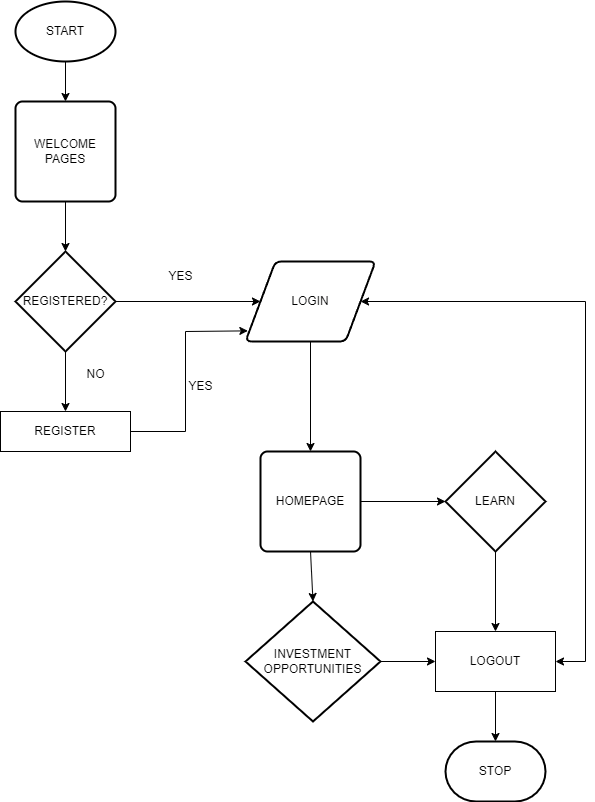 START
WELCOME
PAGES
YES
REGISTERED?
LOGIN
NO
YES
REGISTER
HOMEPAGE
LEARN
INVESTMENT
OPPORTUNITIES
LOGOUT
STOP